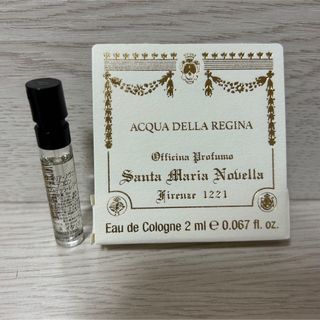 ACQUA DELLA REGINA
Officina Profumo
Santa Maria Novella
Firenze 1221
Eau de Cologne 2 ml ℮ 0.067 fl. oz.